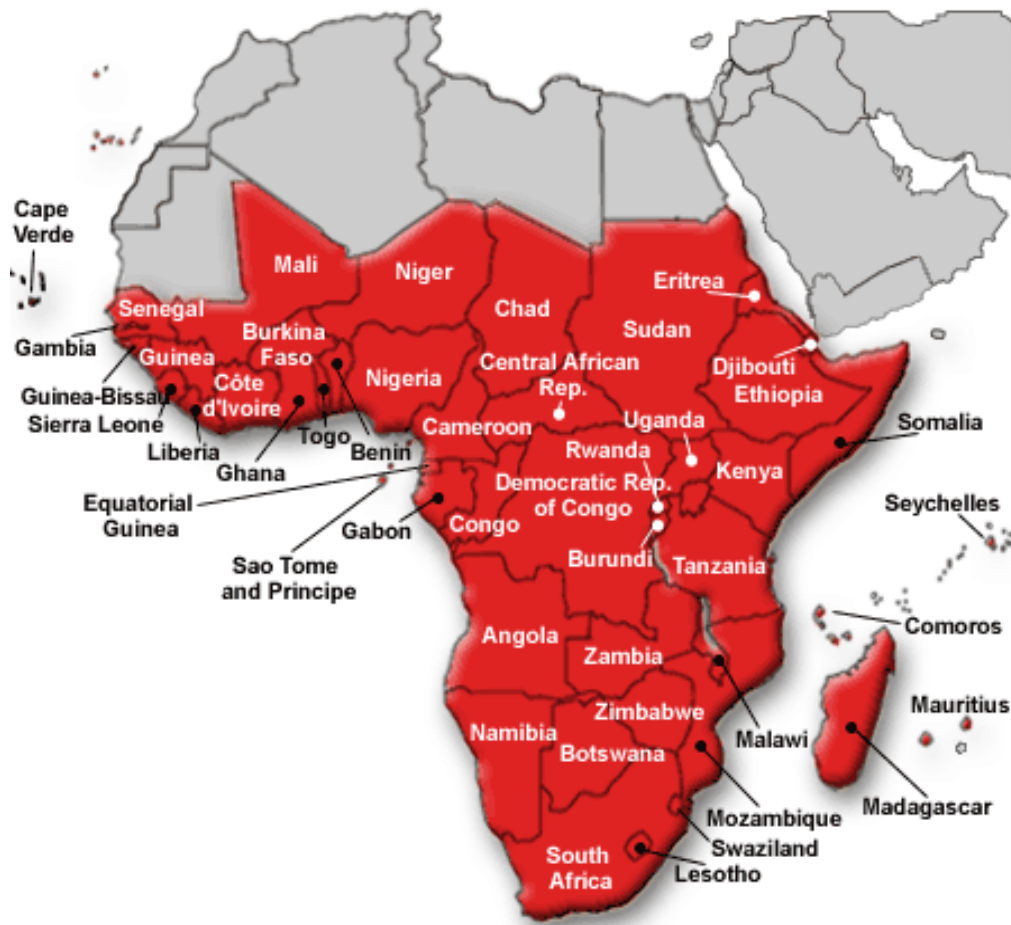 Cape
Verde
Mali
Niger
Chad
Sudan
Eritrea
Senegal
Gambia
Guinea
Burkina
Faso
Nigeria
Central African
Rep.
Djibouti
Ethiopia
Guinea-Bissau
Sierra Leone
Côte
d'Ivoire
Liberia
Ghana
Togo
Benin
Cameroon
Uganda
Rwanda
Kenya
Somalia
Equatorial
Guinea
Gabon
Congo
Democratic Rep.
of Congo
Seychelles
Sao Tome
and Principe
Burundi
Tanzania
Comoros
Angola
Zambia
Namibia
Zimbabwe
Botswana
Malawi
Mauritius
Mozambique
Madagascar
Swaziland
South
Africa
Lesotho